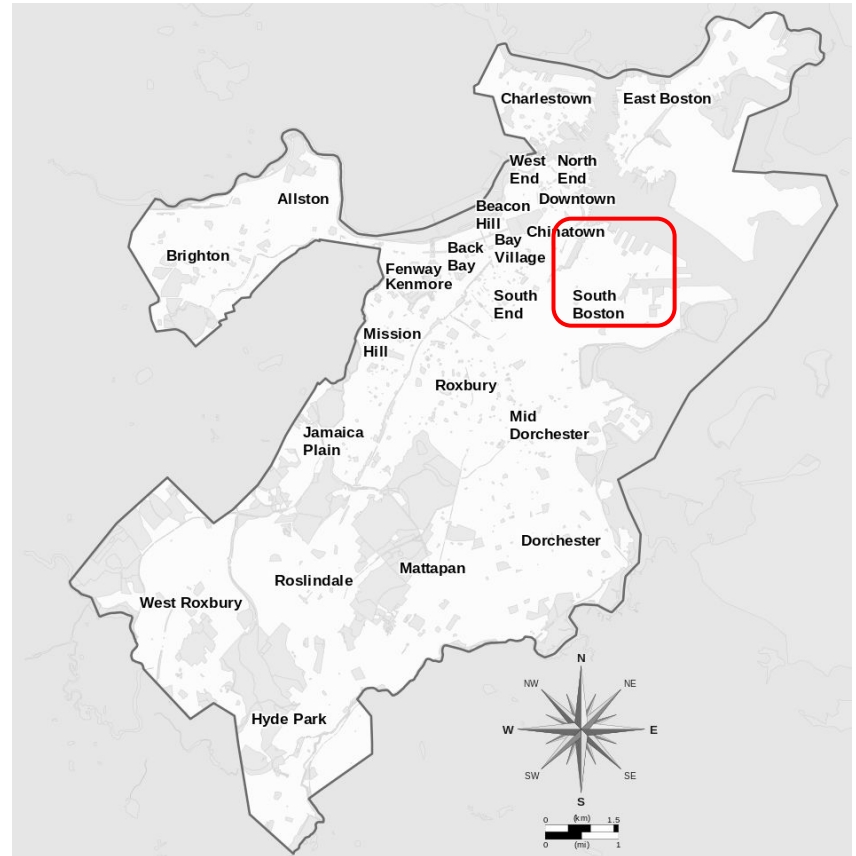 Charlestown
East Boston
West
End
North
End
Downtown
Beacon
Hill
Allston
Chinatown
Bay
Village
Back
Bay
Brighton
Fenway
Kenmore
South
End
South
Boston
Mission
Hill
Roxbury
Mid
Dorchester
Jamaica
Plain
Dorchester
Mattapan
Roslindale
West Roxbury
Hyde Park
N
NW
NE
W
E
SW
SE
S
0 (km) 1.5
0 (mi) 1